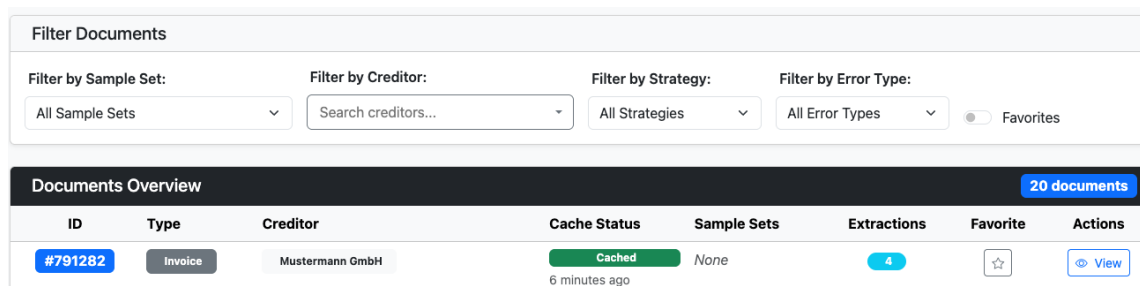 Filter Documents
Filter by Sample Set: Filter by Creditor: Filter by Strategy: Filter by Error Type:
All Sample Sets Search creditors... All Strategies All Error Types Favorites
Documents Overview 20 documents
ID Type Creditor Cache Status Sample Sets Extractions Favorite Actions
#791282 Invoice Mustermann GmbH Cached None 4 View
6 minutes ago